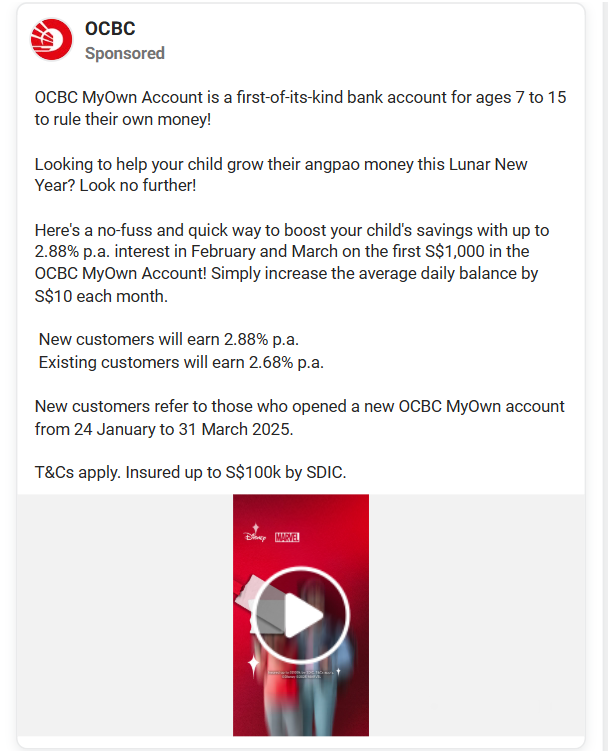 OCBC
Sponsored
OCBC MyOwn Account is a first-of-its-kind bank account for ages 7 to 15
to rule their own money!
Looking to help your child grow their angpao money this Lunar New
Year? Look no further!
Here's a no-fuss and quick way to boost your child's savings with up to
2.88% p.a. interest in February and March on the first S$1,000 in the
OCBC MyOwn Account! Simply increase the average daily balance by
S$10 each month.
New customers will earn 2.88% p.a.
Existing customers will earn 2.68% p.a.
New customers refer to those who opened a new OCBC MyOwn account
from 24 January to 31 March 2025.
T&Cs apply. Insured up to S$100k by SDIC.
Disney MARVEL